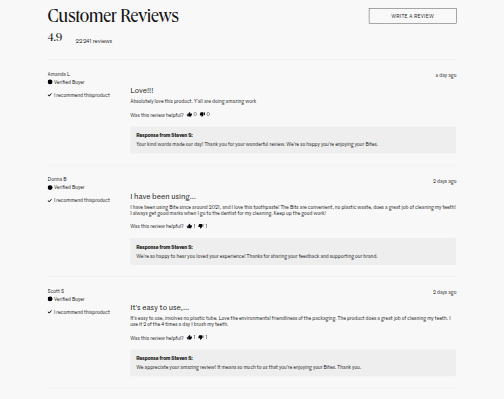 Customer Reviews
WRITE A REVIEW
4.9 22241 reviews
Amanda L
a day ago
Verified Buyer
I recommend this product
Love!!!
Absolutely love this product. Y'all are doing amazing work
Was this review helpful? 0 0
Response from Steven S:
Your kind words made our day! Thank you for your wonderful review. We're so happy you're enjoying your Bites.
Donna B
2 days ago
Verified Buyer
I recommend this product
I have been using...
I have been using Bite since around 2021, and I love this toothpaste! The Bits are convenient, no plastic waste, does a great job of cleaning my teeth!
I always get good marks when I go to the dentist for my cleaning. Keep up the good work!
Was this review helpful? 1 1
Response from Steven S:
We're so happy to hear you loved your experience! Thanks for sharing your feedback and supporting our brand.
Scott S
2 days ago
Verified Buyer
I recommend this product
It's easy to use,...
It's easy to use, involves no plastic tube. Love the environmental friendliness of the packaging. The product does a great job of cleaning my teeth. I
use it 2 of the 4 times a day I brush my teeth.
Was this review helpful? 1 1
Response from Steven S:
We appreciate your amazing review! It means so much to us that you're enjoying your Bites. Thank you.